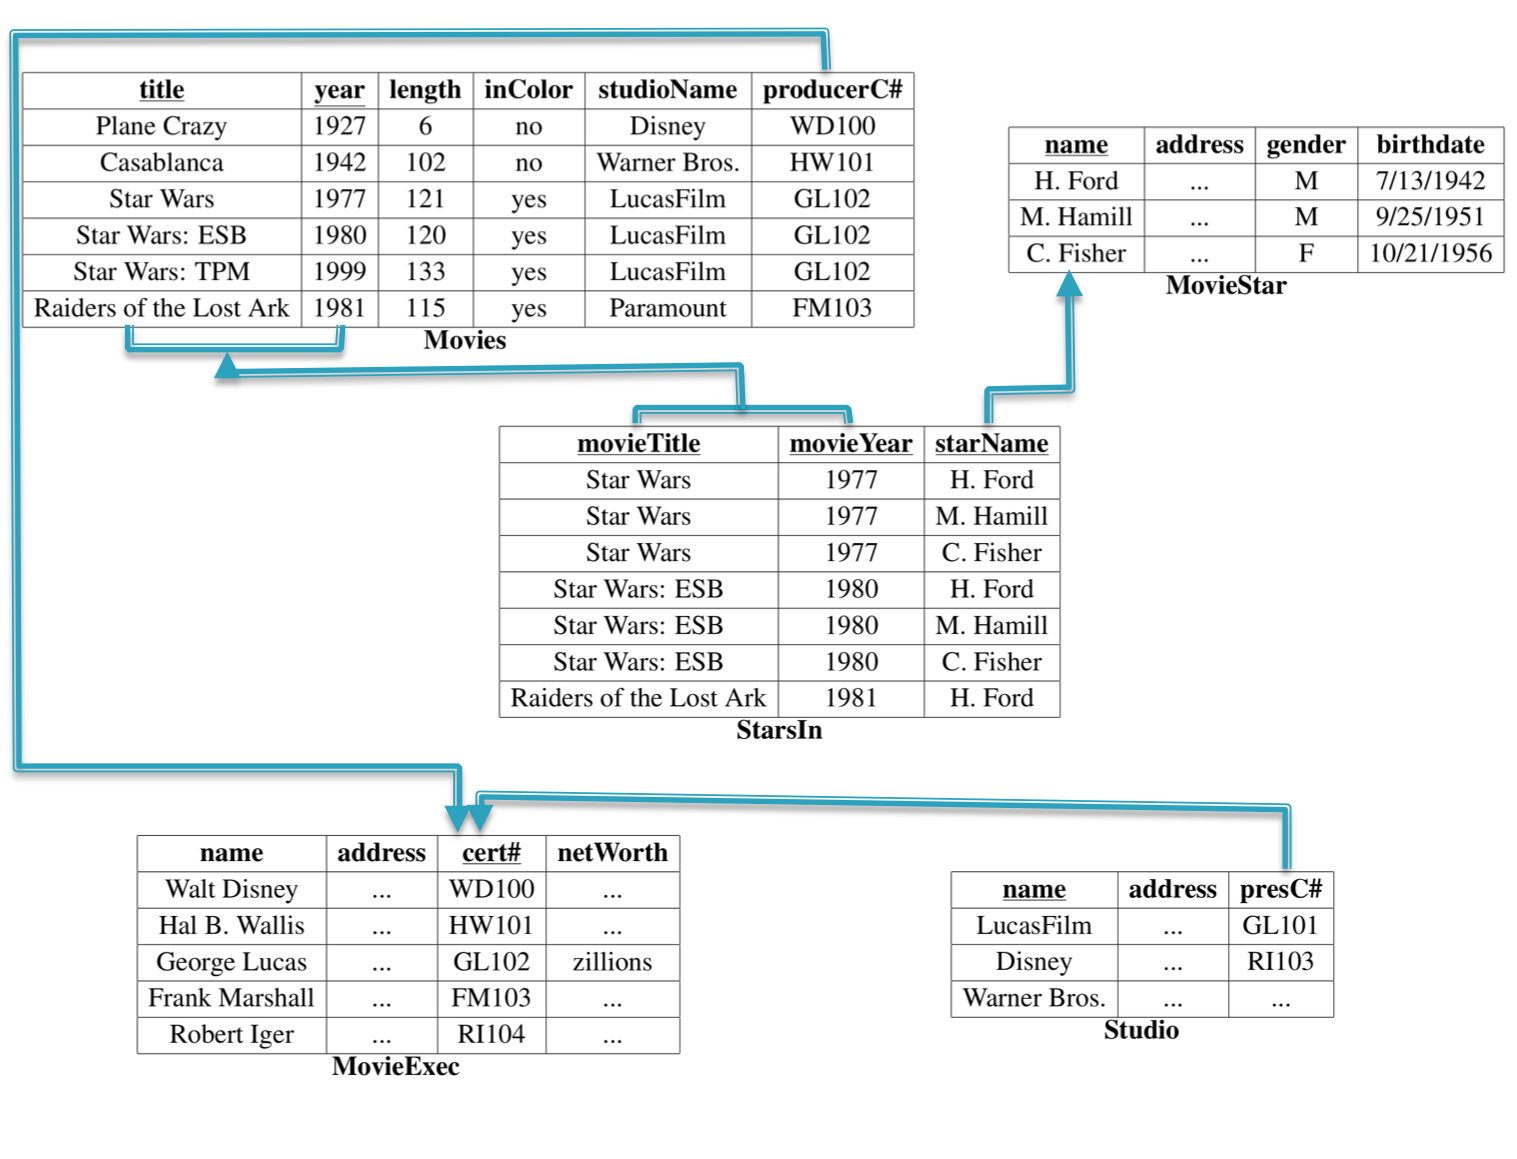 title year length inColor studioName producerC#
Plane Crazy 1927 6 no Disney WD100
Casablanca 1942 102 no Warner Bros. HW101
Star Wars 1977 121 yes LucasFilm GL102
Star Wars: ESB 1980 120 yes LucasFilm GL102
Star Wars: TPM 1999 133 yes LucasFilm GL102
Raiders of the Lost Ark 1981 115 yes Paramount FM103
Movies
name address gender birthdate
H. Ford ... M 7/13/1942
M. Hamill ... M 9/25/1951
C. Fisher ... F 10/21/1956
MovieStar
movieTitle movieYear starName
Star Wars 1977 H. Ford
Star Wars 1977 M. Hamill
Star Wars 1977 C. Fisher
Star Wars: ESB 1980 H. Ford
Star Wars: ESB 1980 M. Hamill
Star Wars: ESB 1980 C. Fisher
Raiders of the Lost Ark 1981 H. Ford
StarsIn
name address cert# netWorth
Walt Disney ... WD100 ...
Hal B. Wallis ... HW101 ...
George Lucas ... GL102 zillions
Frank Marshall ... FM103 ...
Robert Iger ... RI104 ...
MovieExec
name address presC#
LucasFilm ... GL101
Disney ... RI103
Warner Bros. ... ...
Studio